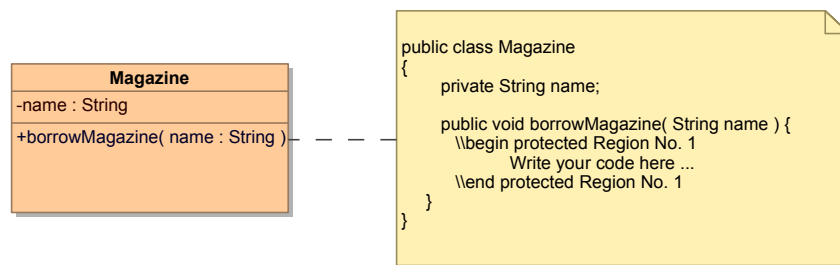 Magazine
-name : String
+borrowMagazine( name : String )
public class Magazine
{
private String name;
public void borrowMagazine( String name ) {
\\begin protected Region No. 1
Write your code here ...
\\end protected Region No. 1
}
}